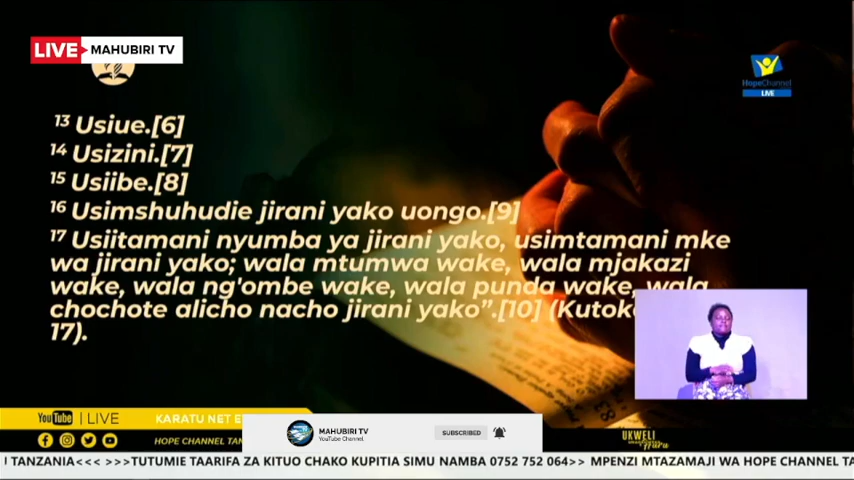 LIVE MAHUBIRI TV
HopeChannel
LIVE
13 Usiue.[6]
14 Usizini.[7]
15 Usiibe.[8]
16 Usimshuhudie jirani yako uongo.[9]
17 Usiitamani nyumba ya jirani yako, usimtamani mke
wa jirani yako; wala mtumwa wake, wala mjakazi
wake, wala ng'ombe wake, wala punda wake, wala
chochote alicho nacho jirani yako”.[10]
17).
YouTube | LIVE
KARATU NET
HOPE CHANNEL
MAHUBIRI TV
YouTube Channel
SUBSCRIBED
UKWELI
! TANZANIA<<< >>>TUTUMIE TAARIFA ZA KITUO CHAKO KUPITIA SIMU NAMBA 0752 752 064>> MPENZI MTAZAMAJI WA HOPE CHANNEL